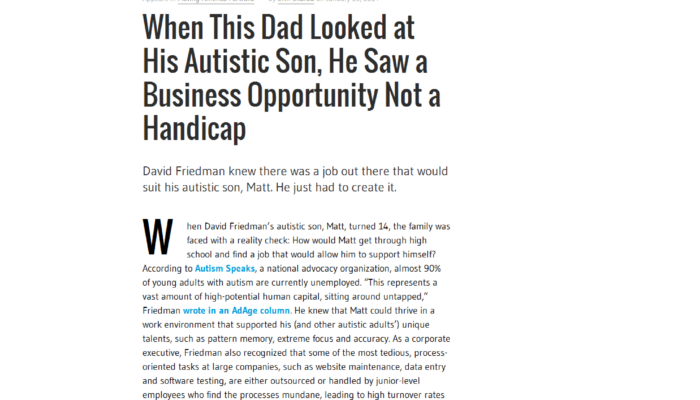 When This Dad Looked at
His Autistic Son, He Saw a
Business Opportunity Not a
Handicap
David Friedman knew there was a job out there that would
suit his autistic son, Matt. He just had to create it.
When David Friedman's autistic son, Matt, turned 14, the family was
faced with a reality check: How would Matt get through high
school and find a job that would allow him to support himself?
According to Autism Speaks, a national advocacy organization, almost 90%
of young adults with autism are currently unemployed. “This represents a
vast amount of high-potential human capital, sitting around untapped,”
Friedman wrote in an AdAge column. He knew that Matt could thrive in a
work environment that supported his (and other autistic adults’) unique
talents, such as pattern memory, extreme focus and accuracy. As a corporate
executive, Friedman also recognized that some of the most tedious, process-
oriented tasks at large companies, such as website maintenance, data entry
and software testing, are either outsourced or handled by junior-level
employees who find the processes mundane, leading to high turnover rates